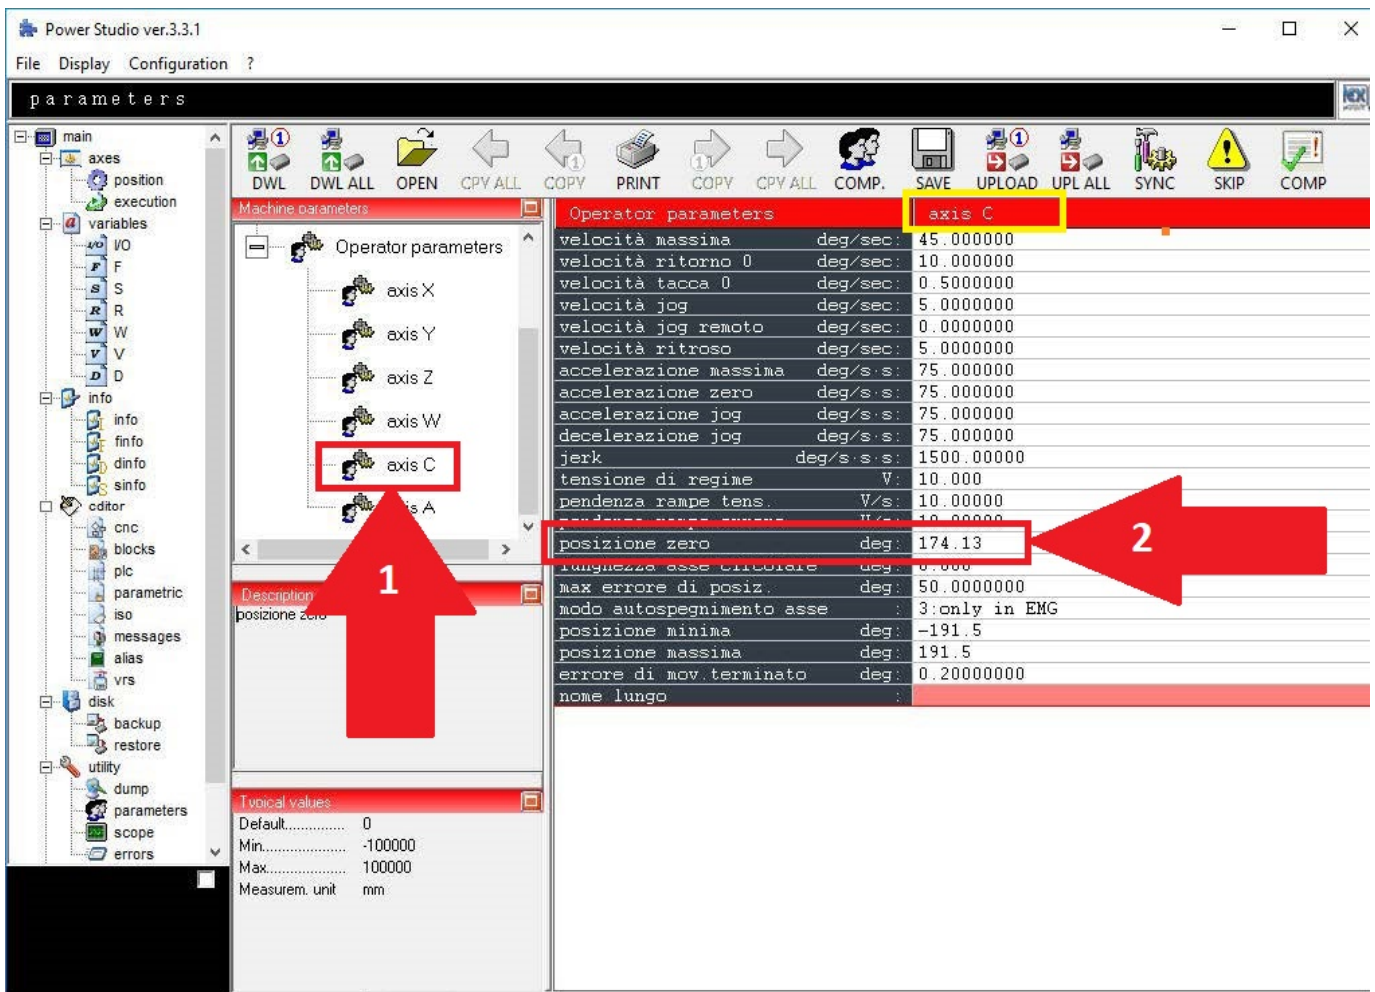 Power Studio ver.3.3.1
File Display Configuration ?
parameters
main
axes
position
execution
variables
I/O I/O
F F
S S
R R
W W
V V
D D
info
info
finfo
dinfo
sinfo
editor
cnc
blocks
plc
parametric
iso
messages
alias
vrs
disk
backup
restore
utility
dump
parameters
scope
errors
DWL DWL ALL OPEN CPY ALL COPY PRINT COPY CPY ALL COMP. SAVE UPLOAD UPL ALL SYNC SKIP COMP
Machine parameters
Operator parameters
axis X
axis Y
axis Z
axis W
axis C
1
Description
posizione zero
Typical values
Default............... 0
Min.................... -100000
Max................... 100000
Measurem. unit mm
Operator parameters axis C
velocità massima deg/sec: 45.000000
velocità ritorno 0 deg/sec: 10.000000
velocità tacca 0 deg/sec: 0.5000000
velocità jog deg/sec: 5.0000000
velocità jog remoto deg/sec: 0.0000000
velocità ritroso deg/sec: 5.0000000
accelerazione massima deg/s·s: 75.000000
accelerazione zero deg/s·s: 75.000000
accelerazione jog deg/s·s: 75.000000
decelerazione jog deg/s·s: 75.000000
jerk deg/s·s·s: 1500.00000
tensione di regime V: 10.000
pendenza rampe tens. V/s: 10.00000
posizione zero deg: 174.13
2
lunghezza asse circolare deg: 0.000
max errore di posiz. deg: 50.0000000
modo autospegnimento asse : 3:only in EMG
posizione minima deg: -191.5
posizione massima deg: 191.5
errore di mov.terminato deg: 0.20000000
nome lungo :